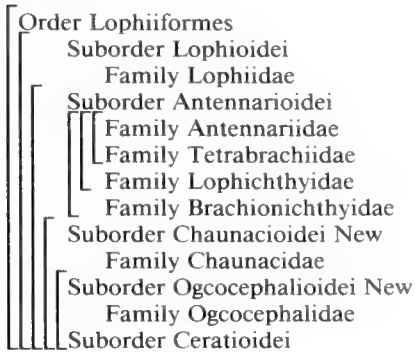 Order Lophiiformes
Suborder Lophioidei
Family Lophiidae
Suborder Antennarioidei
Family Antennariidae
Family Tetrabrachiidae
Family Lophichthyidae
Family Brachionichthyidae
Suborder Chaunacioidei New
Family Chaunacidae
Suborder Ogcocephalioidei New
Family Ogcocephalidae
Suborder Ceratioidei